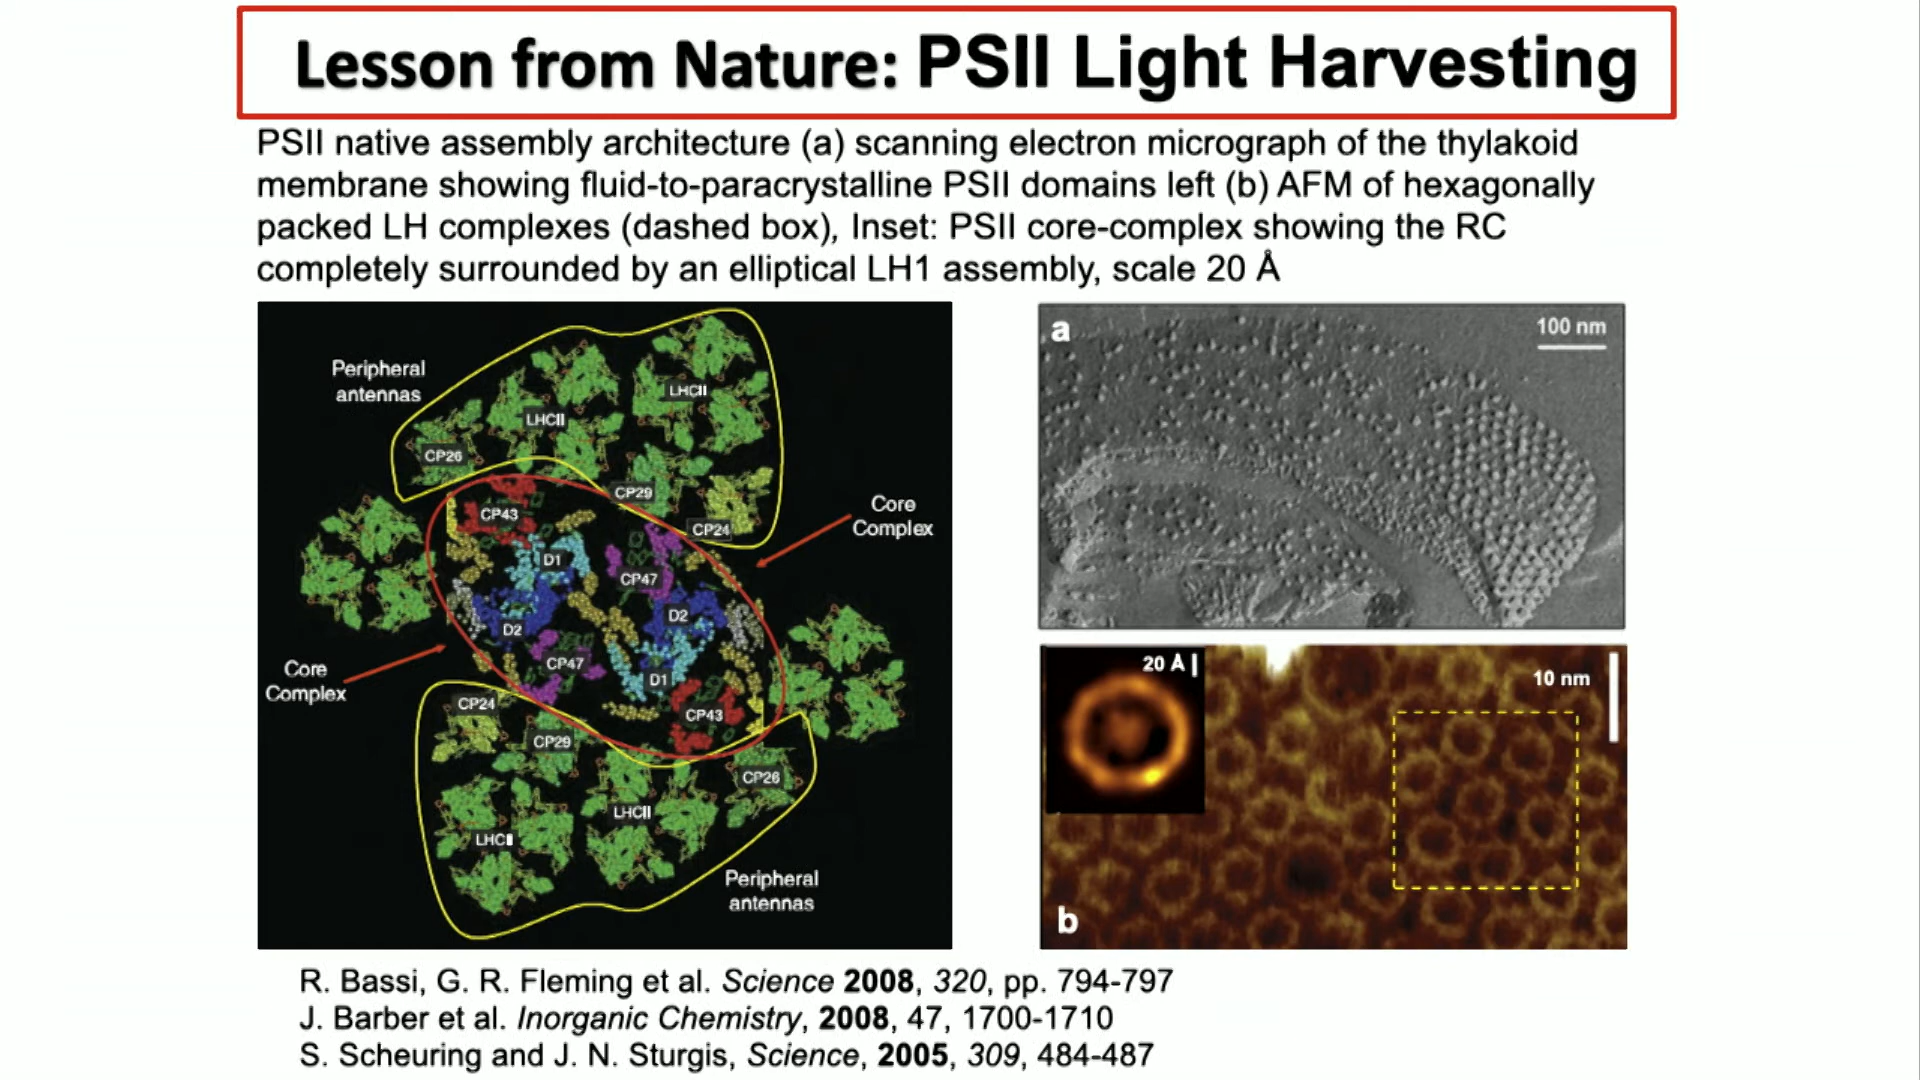 Lesson from Nature: PSII Light Harvesting
PSII native assembly architecture (a) scanning electron micrograph of the thylakoid
membrane showing fluid-to-paracrystalline PSII domains left (b) AFM of hexagonally
packed LH complexes (dashed box), Inset: PSII core-complex showing the RC
completely surrounded by an elliptical LH1 assembly, scale 20 Å
Peripheral
antennas
LHCII
LHCII
CP26
CP29
CP24
Core
Complex
CP43
D1
CP47
D2
D2
CP47
D1
CP43
Core
Complex
CP24
CP29
CP26
LHCII
LHCII
Peripheral
antennas
a
100 nm
20 Å
10 nm
b
R. Bassi, G. R. Fleming et al. Science 2008, 320, pp. 794-797
J. Barber et al. Inorganic Chemistry, 2008, 47, 1700-1710
S. Scheuring and J. N. Sturgis, Science, 2005, 309, 484-487